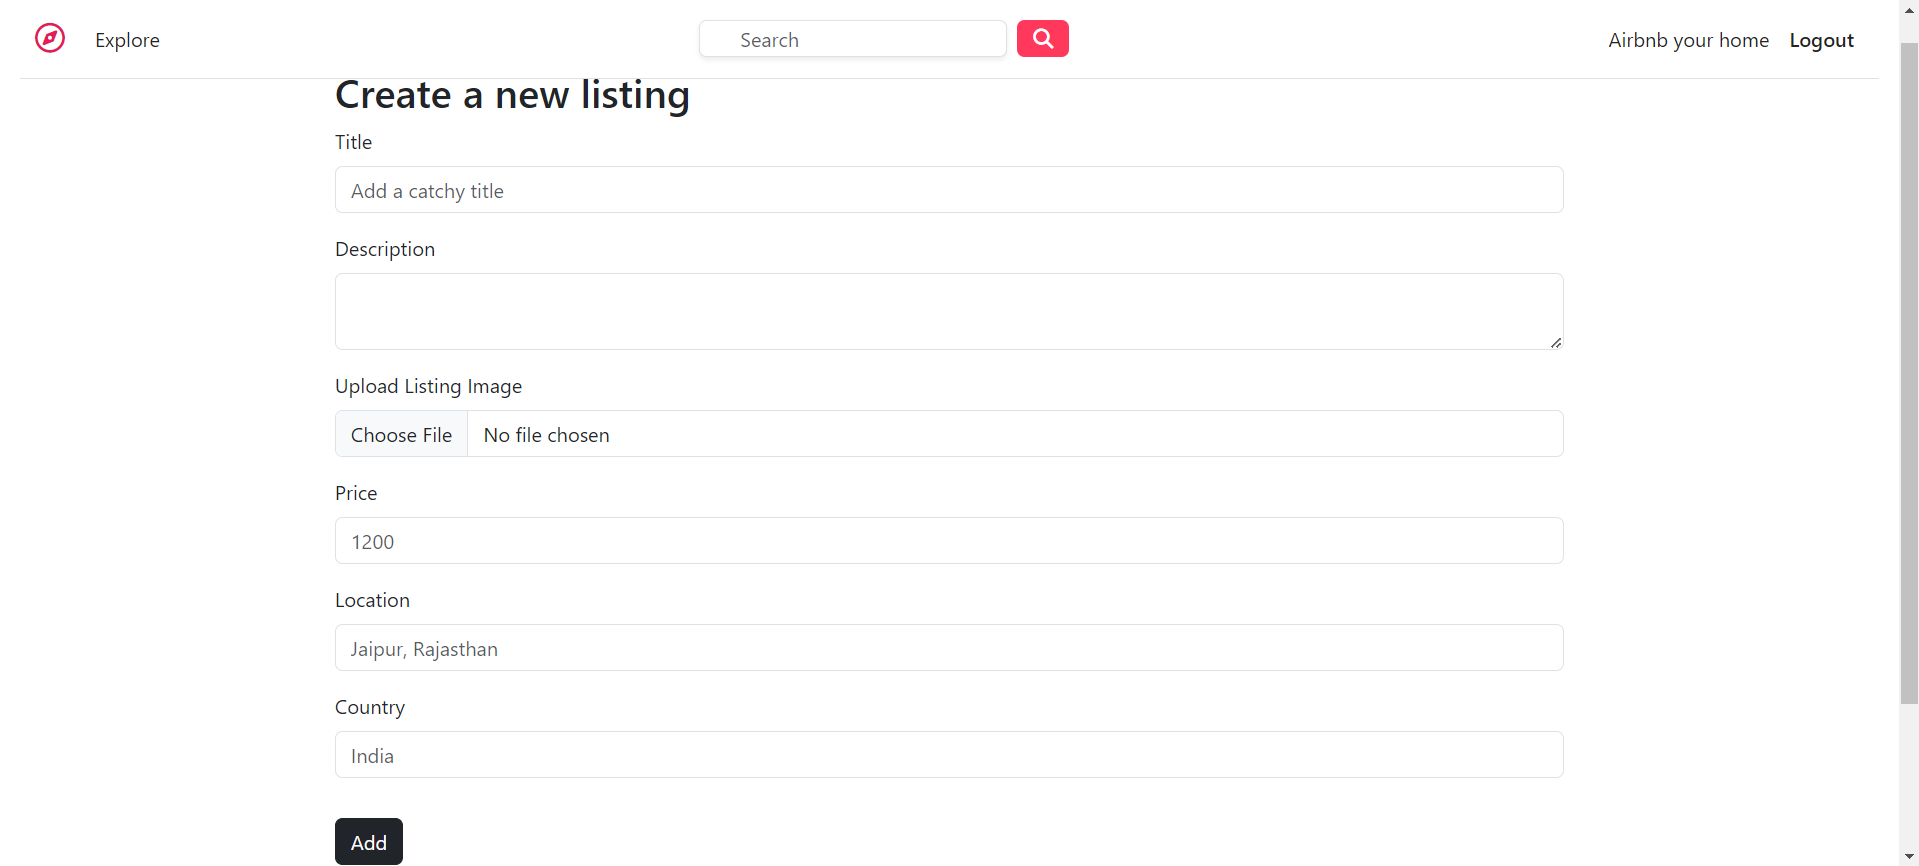 Explore
Search
Airbnb your home
Logout
Create a new listing
Title
Add a catchy title
Description
Upload Listing Image
Choose File No file chosen
Price
1200
Location
Jaipur, Rajasthan
Country
India
Add